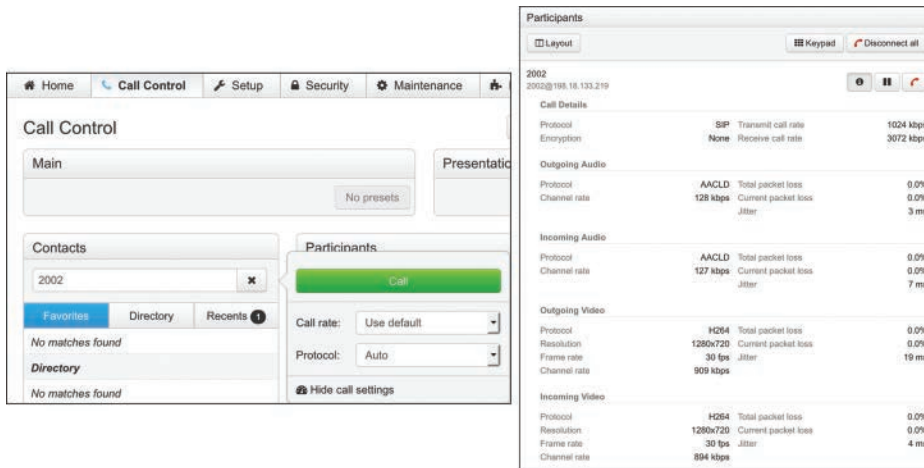 Home Call Control Setup Security Maintenance
Call Control
Main
Presentatio
No presets
Contacts
Participants
2002
Call
Favorites Directory Recents 1
Call rate: Use default
No matches found
Protocol: Auto
Directory
Hide call settings
No matches found
Participants
Layout Keypad Disconnect all
2002
2002@198.18.133.219
Call Details
Protocol SIP Transmit call rate 1024 kbps
Encryption None Receive call rate 3072 kbps
Outgoing Audio
Protocol AACLD Total packet loss 0.0%
Channel rate 128 kbps Current packet loss 0.0%
Jitter 3 ms
Incoming Audio
Protocol AACLD Total packet loss 0.0%
Channel rate 127 kbps Current packet loss 0.0%
Jitter 7 ms
Outgoing Video
Protocol H264 Total packet loss 0.0%
Resolution 1280x720 Current packet loss 0.0%
Frame rate 30 fps Jitter 19 ms
Channel rate 909 kbps
Incoming Video
Protocol H264 Total packet loss 0.0%
Resolution 1280x720 Current packet loss 0.0%
Frame rate 30 fps Jitter 4 ms
Channel rate 894 kbps